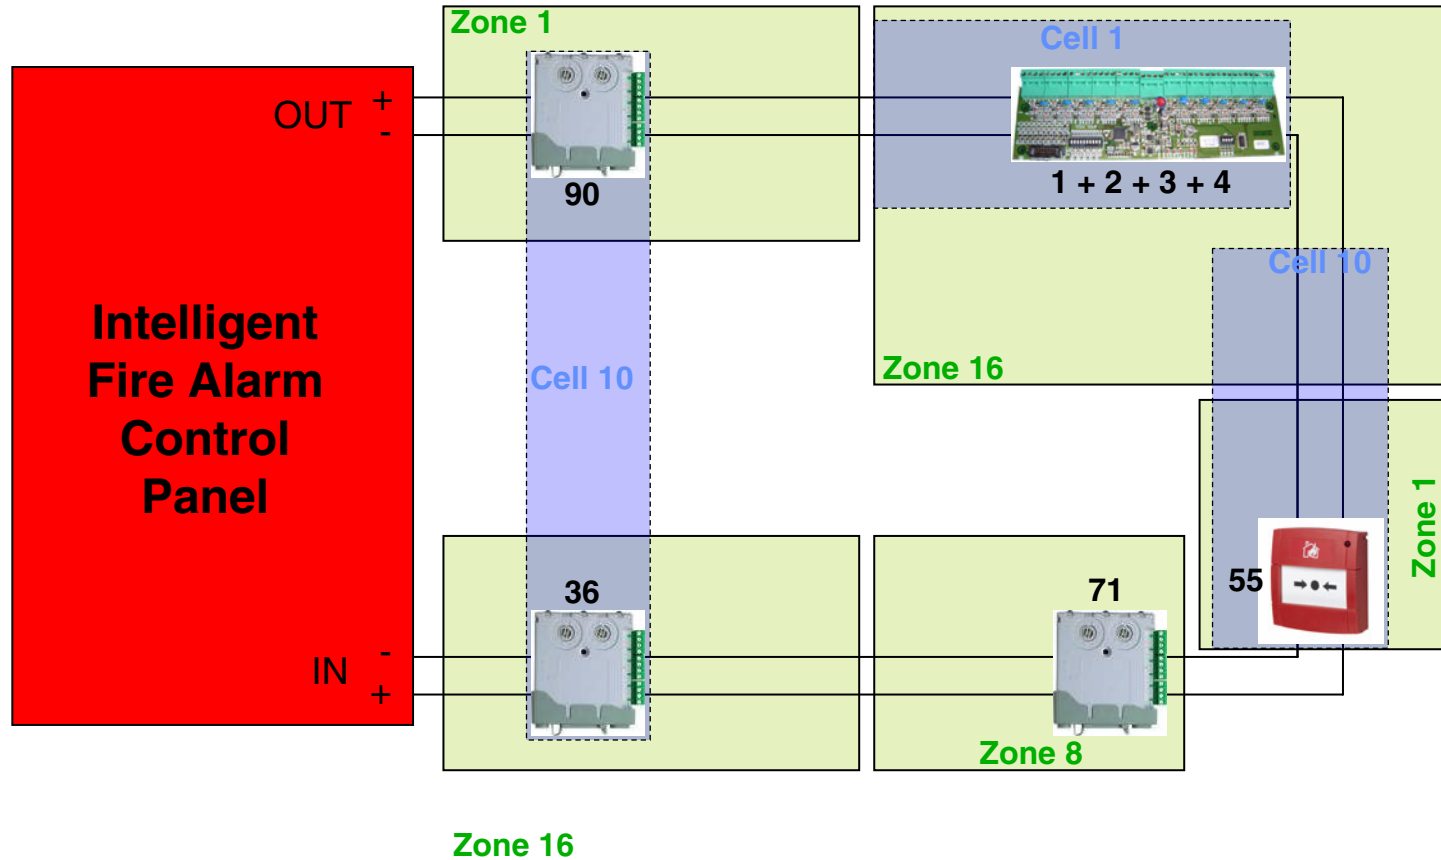 Zone 1
Cell 1
OUT
+
-
1 + 2 + 3 + 4
90
Cell 10
Intelligent
Fire Alarm
Control
Panel
Cell 10
Zone 16
Zone 1
55
36
71
IN
-
+
Zone 8
Zone 16